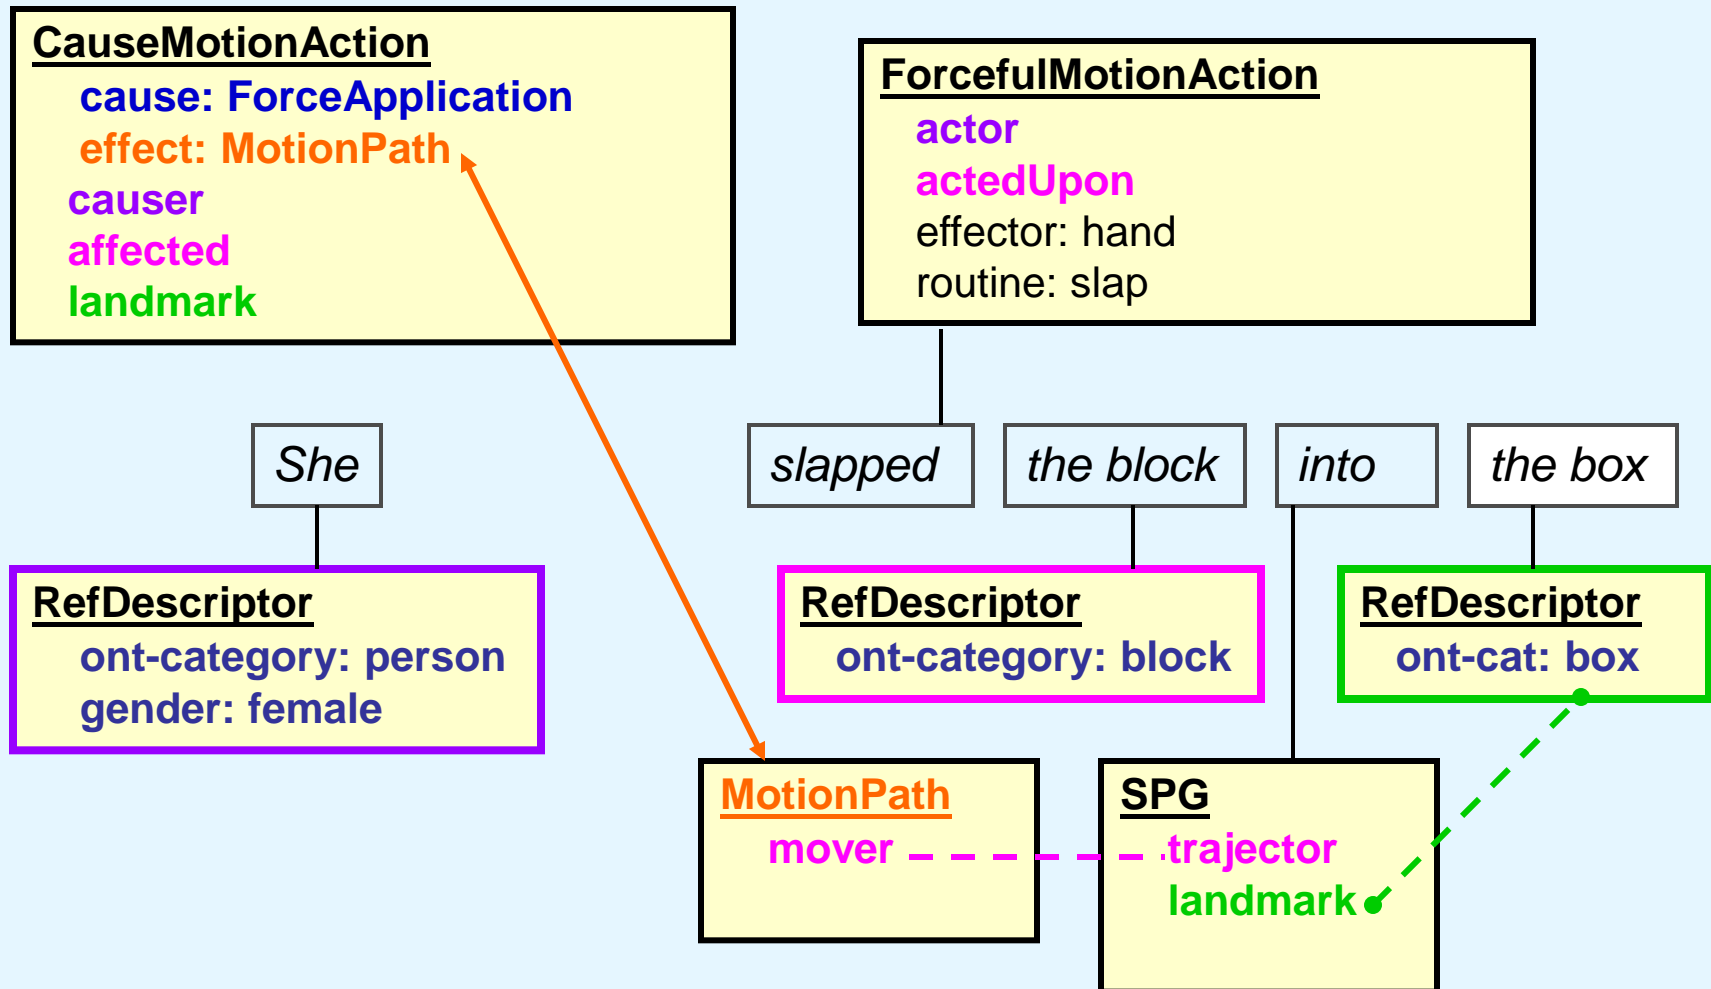 CauseMotionAction
cause: ForceApplication
effect: MotionPath
causer
affected
landmark
ForcefulMotionAction
actor
actedUpon
effector: hand
routine: slap
She
slapped
the block
into
the box
RefDescriptor
ont-category: person
gender: female
RefDescriptor
ont-category: block
RefDescriptor
ont-cat: box
MotionPath
mover
SPG
trajector
landmark